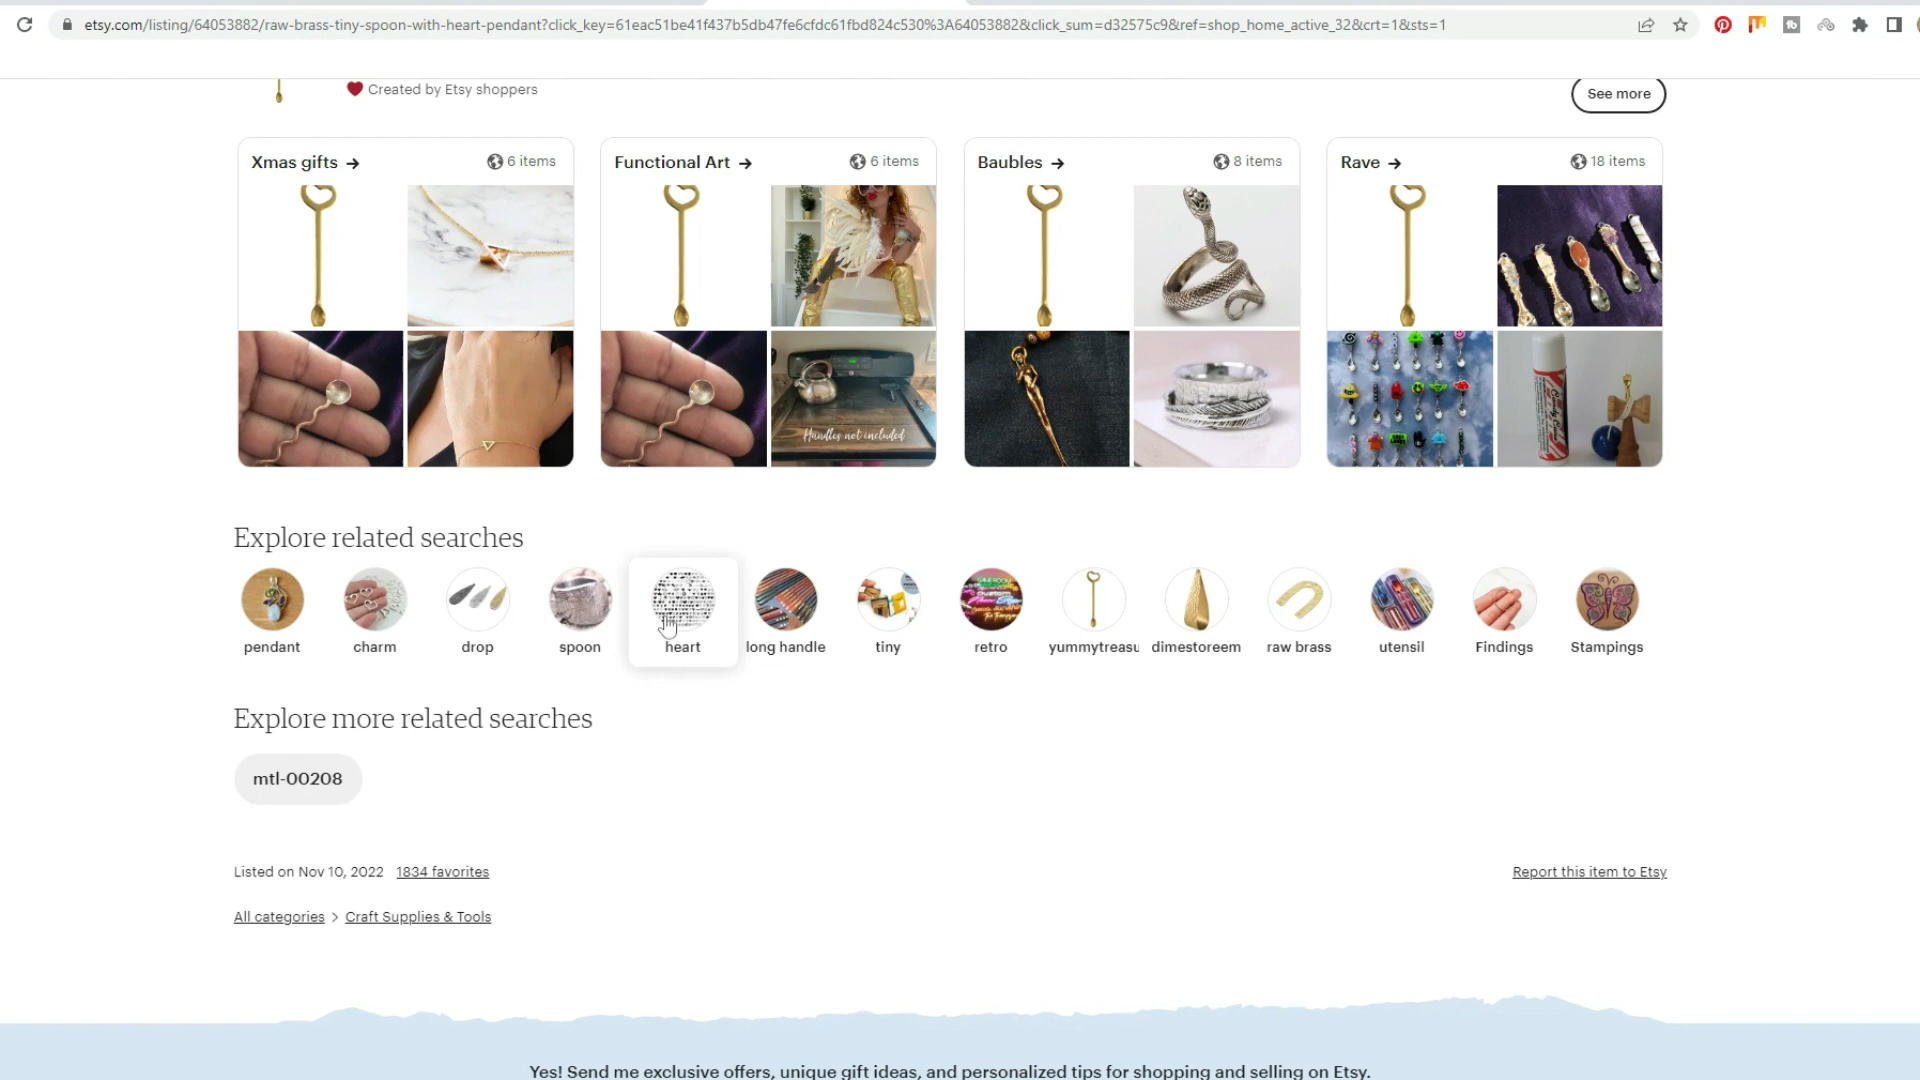 etsy.com/listing/64053882/raw-brass-tiny-spoon-with-heart-pendant?click_key=61eac51be41f437b5db47fe6cfdc61fbd824c530%3A64053882&click_sum=d32575c9&ref=shop_home_active_32&crt=1&sts=1
Created by Etsy shoppers
See more
Xmas gifts → 6 items
Functional Art → 6 items
Baubles → 8 items
Rave → 18 items
Handles not included
Explore related searches
pendant charm drop spoon heart long handle tiny retro yummytreasu dimestoreem raw brass utensil Findings Stampings
Explore more related searches
mtl-00208
Listed on Nov 10, 2022 1834 favorites
Report this item to Etsy
All categories > Craft Supplies & Tools
Yes! Send me exclusive offers, unique gift ideas, and personalized tips for shopping and selling on Etsy.